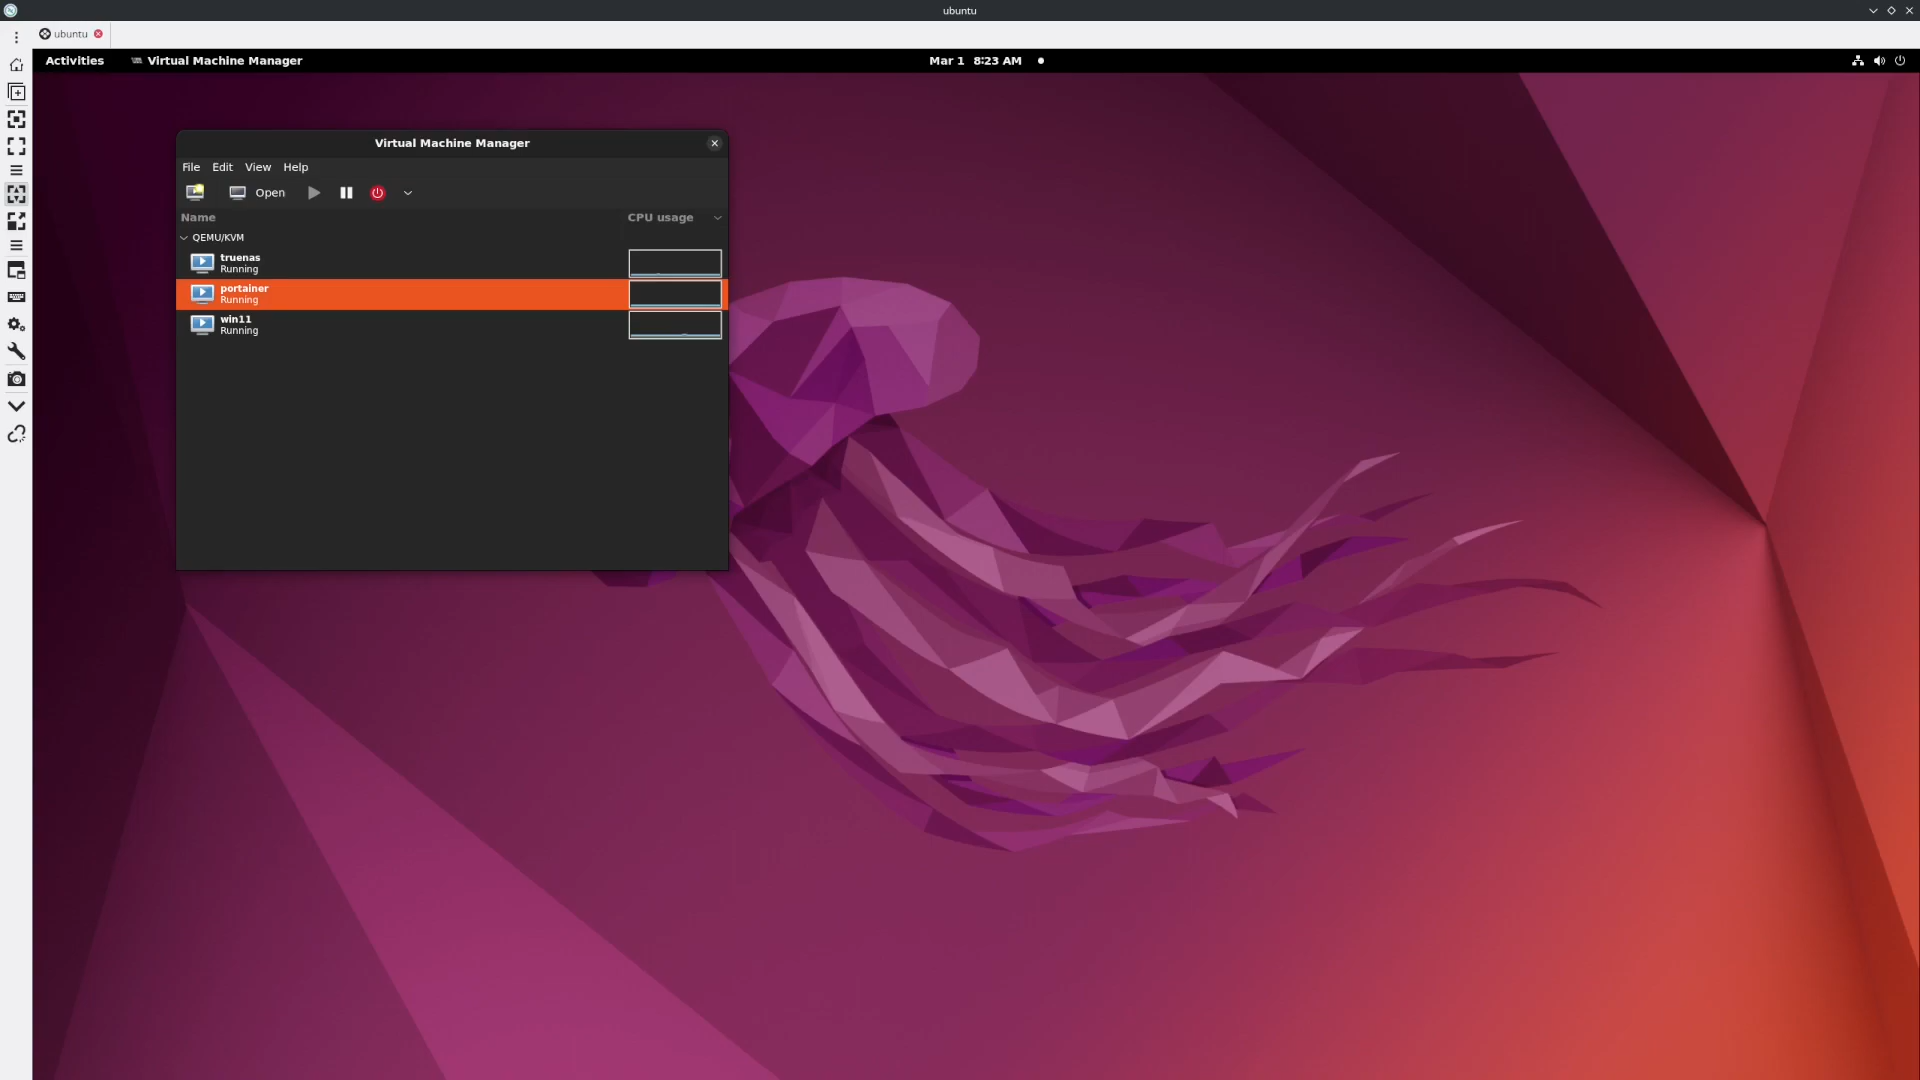 ubuntu
ubuntu
Activities Virtual Machine Manager Mar 1 8:23 AM
Virtual Machine Manager
File Edit View Help
Open
Name CPU usage
QEMU/KVM
truenas
Running
portainer
Running
win11
Running